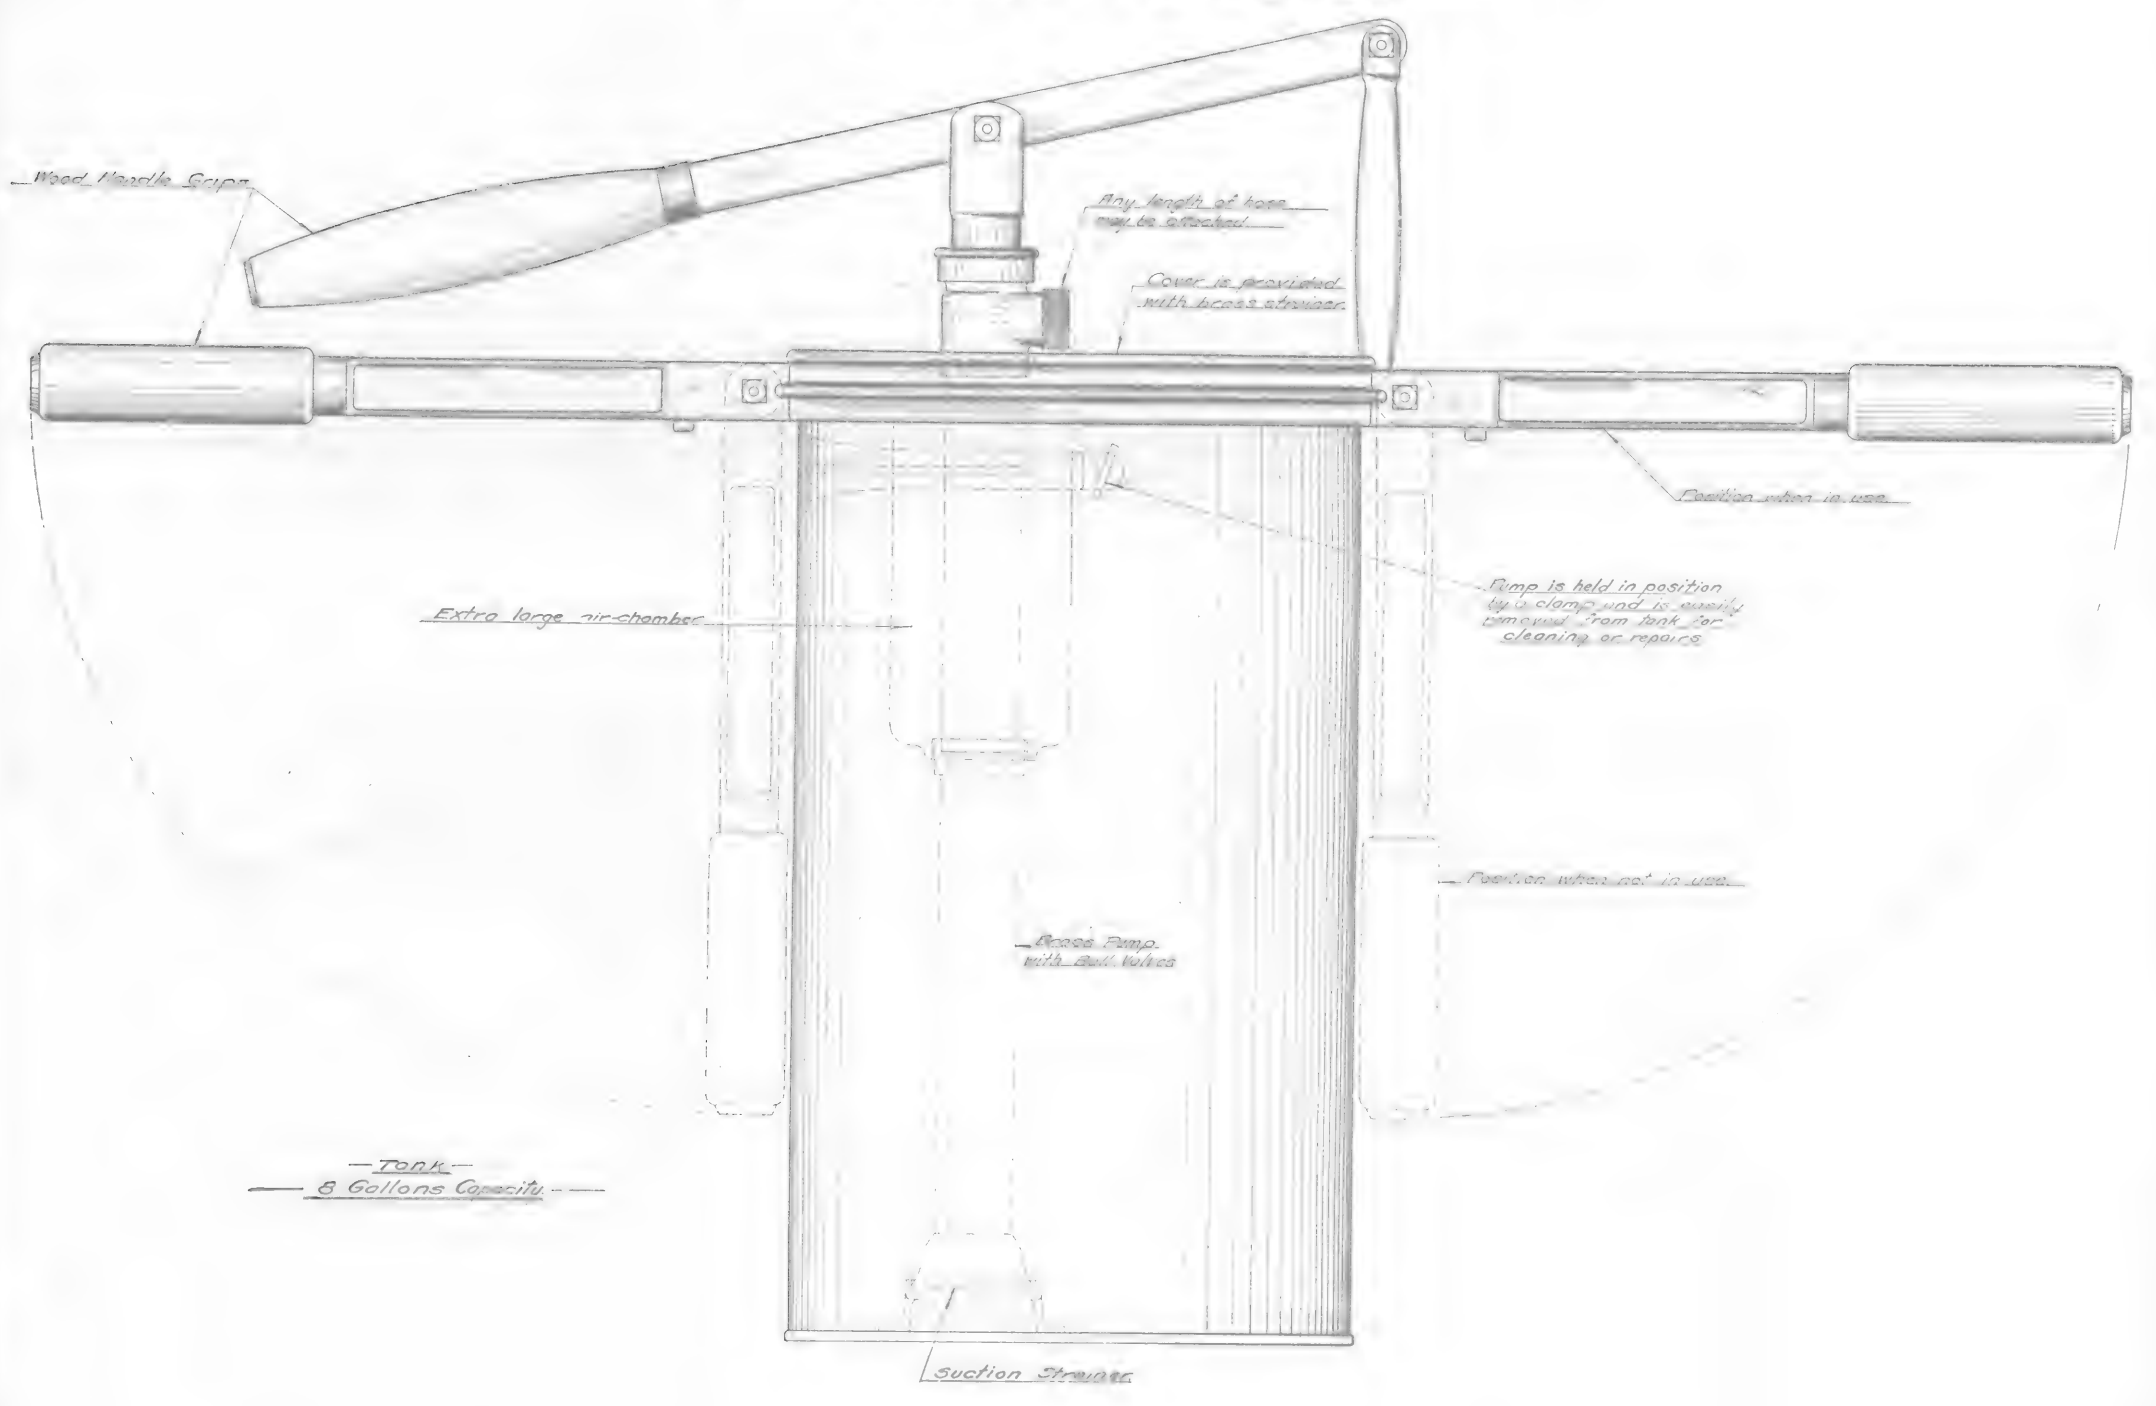 Wood Handle Grips
Any length of hose
may be attached.
Cover is provided
with brass strainer.
Position when in use.
Pump is held in position
by a clamp and is easily
removed from tank for
cleaning or repairs
Extra large air-chamber
Position when not in use.
Brass Pump
with Ball Valves
— Tank —
8 Gallons Capacity.
Suction Strainer